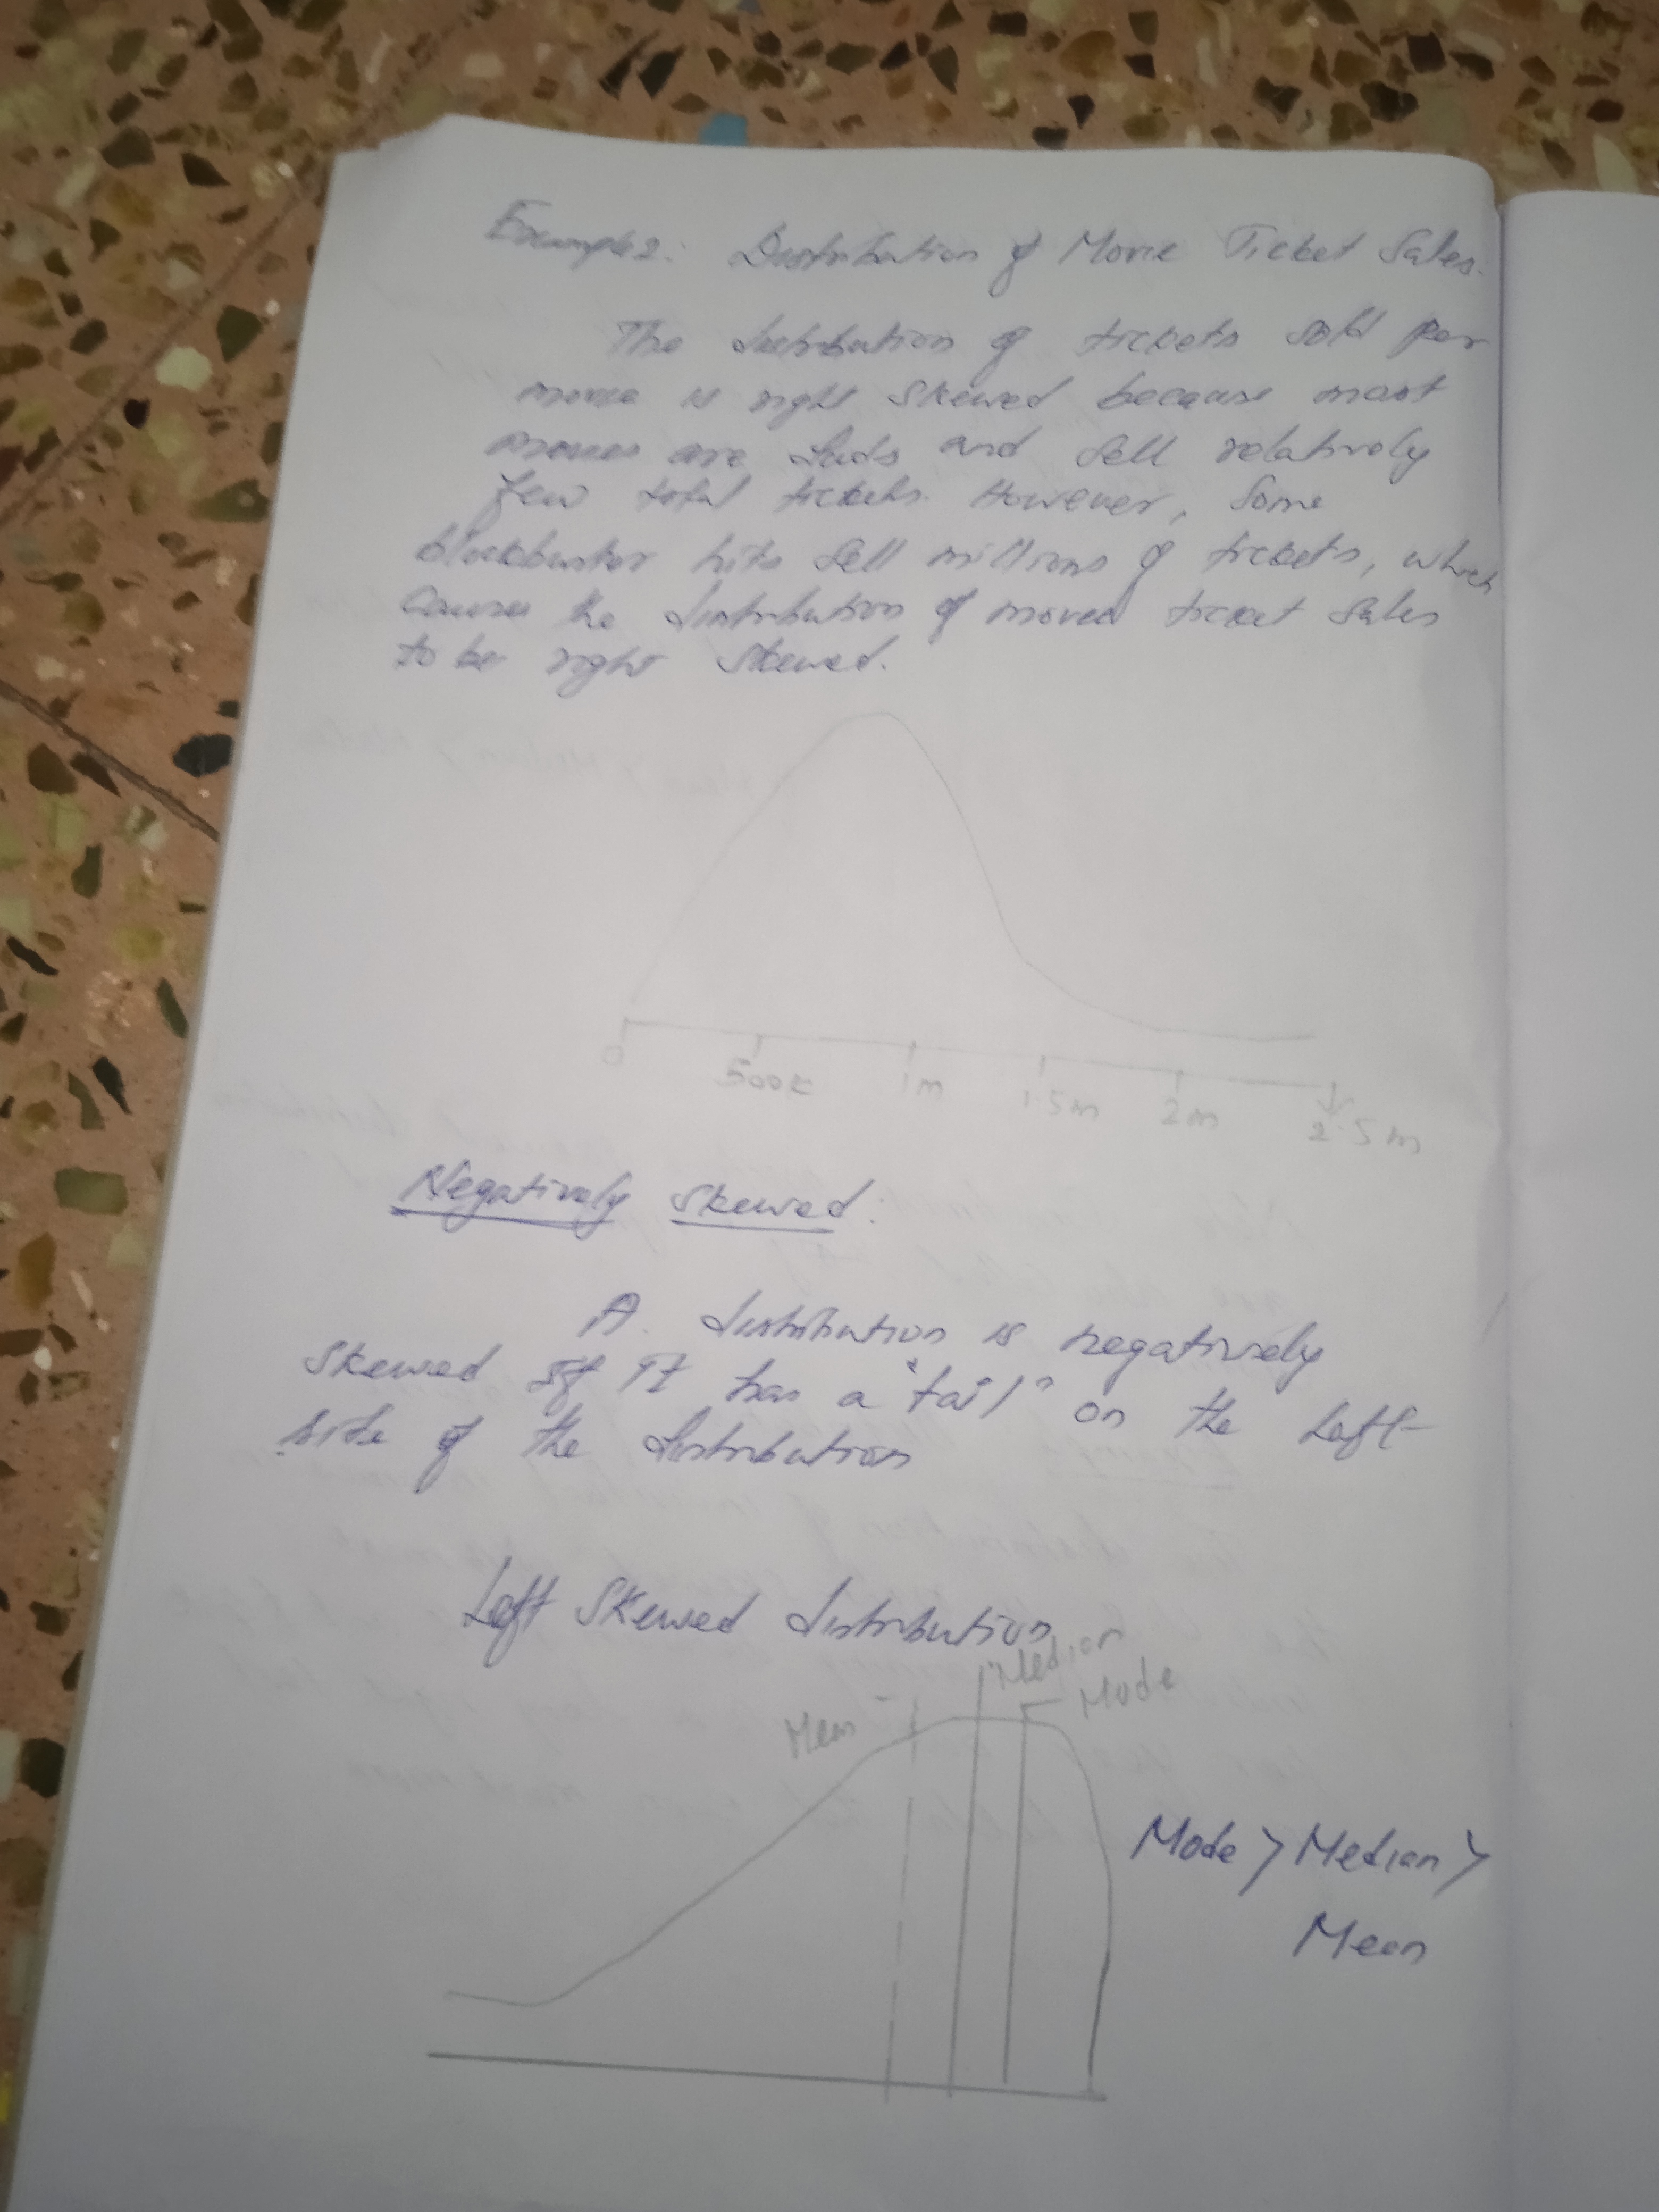 Example 2: Distribution of Movie Ticket Sales.
The distribution of tickets sold per
movie is right skewed because most
movies are duds and sell relatively
few total tickets. However, some
blockbuster hits sell millions of tickets, which
causes the distribution of movie ticket sales
to be right skewed.
0 500k 1m 1.5m 2m 2.5m
Negatively Skewed:
A distribution is negatively
skewed if it has a "tail" on the left
side of the distribution
Left Skewed distribution
Median
Mean Mode
Mode > Median >
Mean